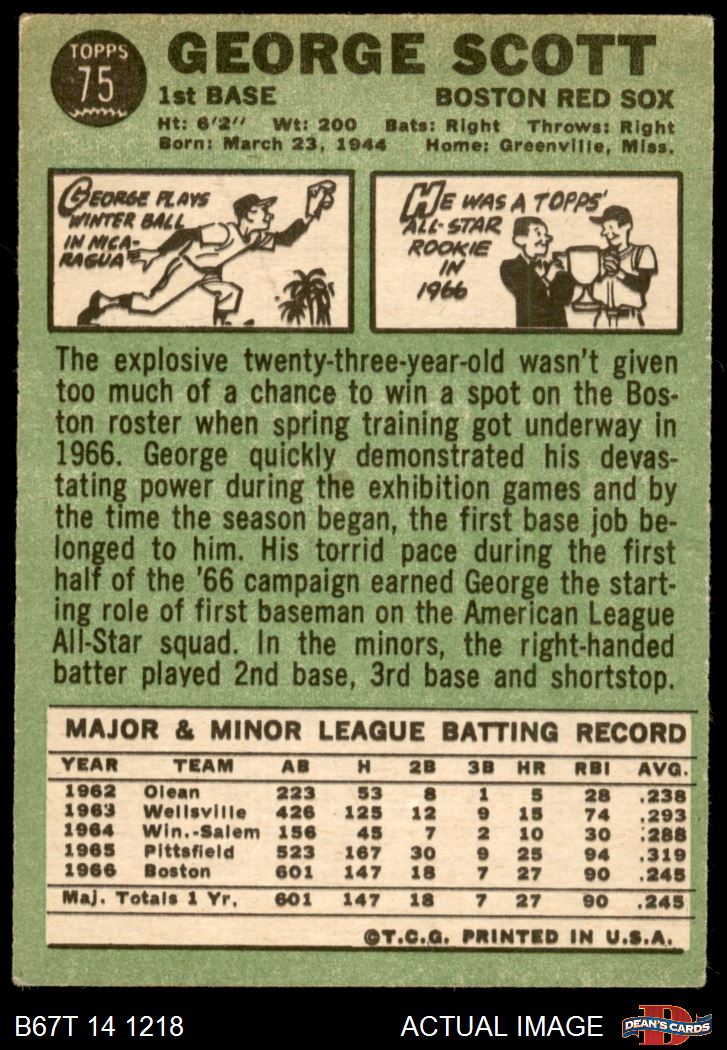 TOPPS
75
GEORGE SCOTT
1st BASE BOSTON RED SOX
Ht: 6'2" Wt: 200 Bats: Right Throws: Right
Born: March 23, 1944 Home: Greenville, Miss.
GEORGE PLAYS
WINTER BALL
IN NICA-
RAGUA
HE WAS A TOPPS'
ALL-STAR
ROOKIE
IN
1966
The explosive twenty-three-year-old wasn't given
too much of a chance to win a spot on the Bos-
ton roster when spring training got underway in
1966. George quickly demonstrated his devas-
tating power during the exhibition games and by
the time the season began, the first base job be-
longed to him. His torrid pace during the first
half of the '66 campaign earned George the start-
ing role of first baseman on the American League
All-Star squad. In the minors, the right-handed
batter played 2nd base, 3rd base and shortstop.
MAJOR & MINOR LEAGUE BATTING RECORD
YEAR TEAM AB H 2B 3B HR RBI AVG.
1962 Olean 223 53 8 1 5 28 .238
1963 Wellsville 426 125 12 9 15 74 .293
1964 Win.-Salem 156 45 7 2 10 30 .288
1965 Pittsfield 523 167 30 9 25 94 .319
1966 Boston 601 147 18 7 27 90 .245
Maj. Totals 1 Yr. 601 147 18 7 27 90 .245
©T.C.G. PRINTED IN U.S.A.
B67T 14 1218 ACTUAL IMAGE
D
DEAN'S CARDS